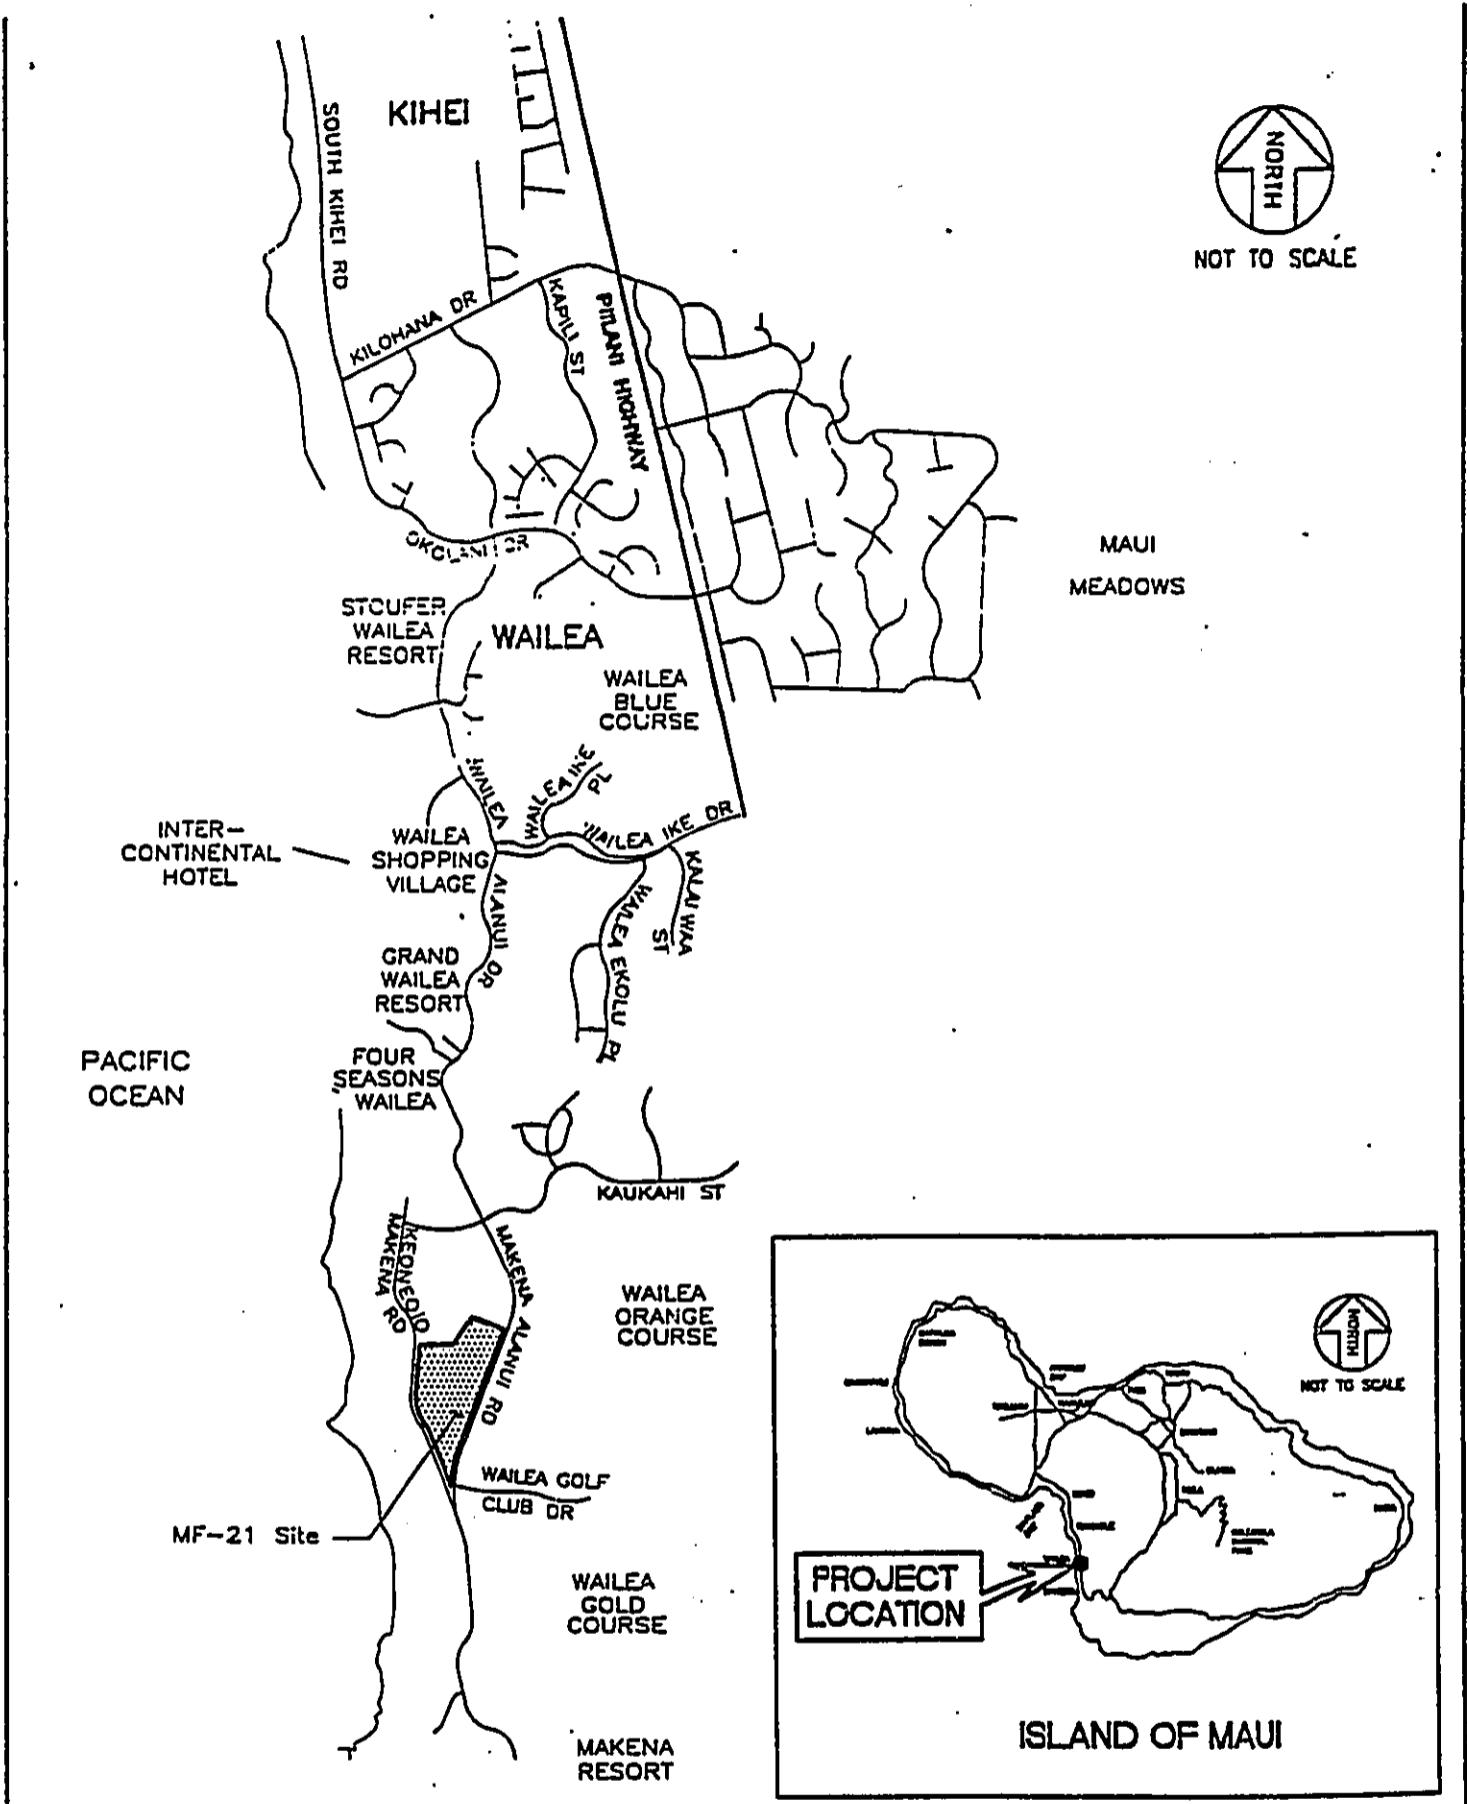 KIHEI
SOUTH KIHEI RD
NORTH
NOT TO SCALE
KILOHANA DR
KAPILI ST
PIILANI HIGHWAY
OKOLANI DR
MAUI
MEADOWS
STOUFER
WAILEA
RESORT
WAILEA
WAILEA
BLUE
COURSE
WAILEA
ALANUI DR
WAILEA IKE
PL
WAILEA IKE DR
INTER-
CONTINENTAL
HOTEL
WAILEA
SHOPPING
VILLAGE
KALAI WAA
ST
WAILEA EKOLU PL
GRAND
WAILEA
RESORT
PACIFIC
OCEAN
FOUR
SEASONS
WAILEA
KAUKAHI ST
MAKENA
RD
KEONEOIO
MAKENA ALANUI RD
WAILEA
ORANGE
COURSE
WAILEA GOLF
CLUB DR
MF-21 Site
WAILEA
GOLD
COURSE
MAKENA
RESORT
NORTH
NOT TO SCALE
PROJECT
LOCATION
ISLAND OF MAUI